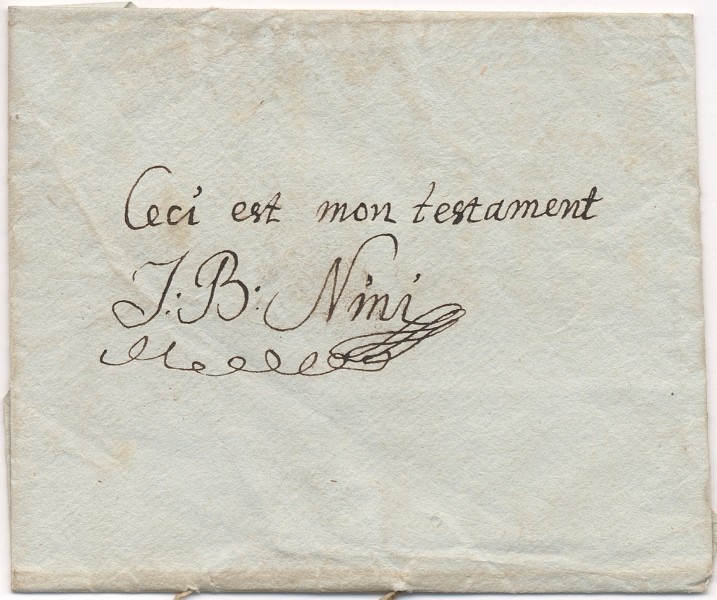 Ceci est mon testament
J: B: Nini